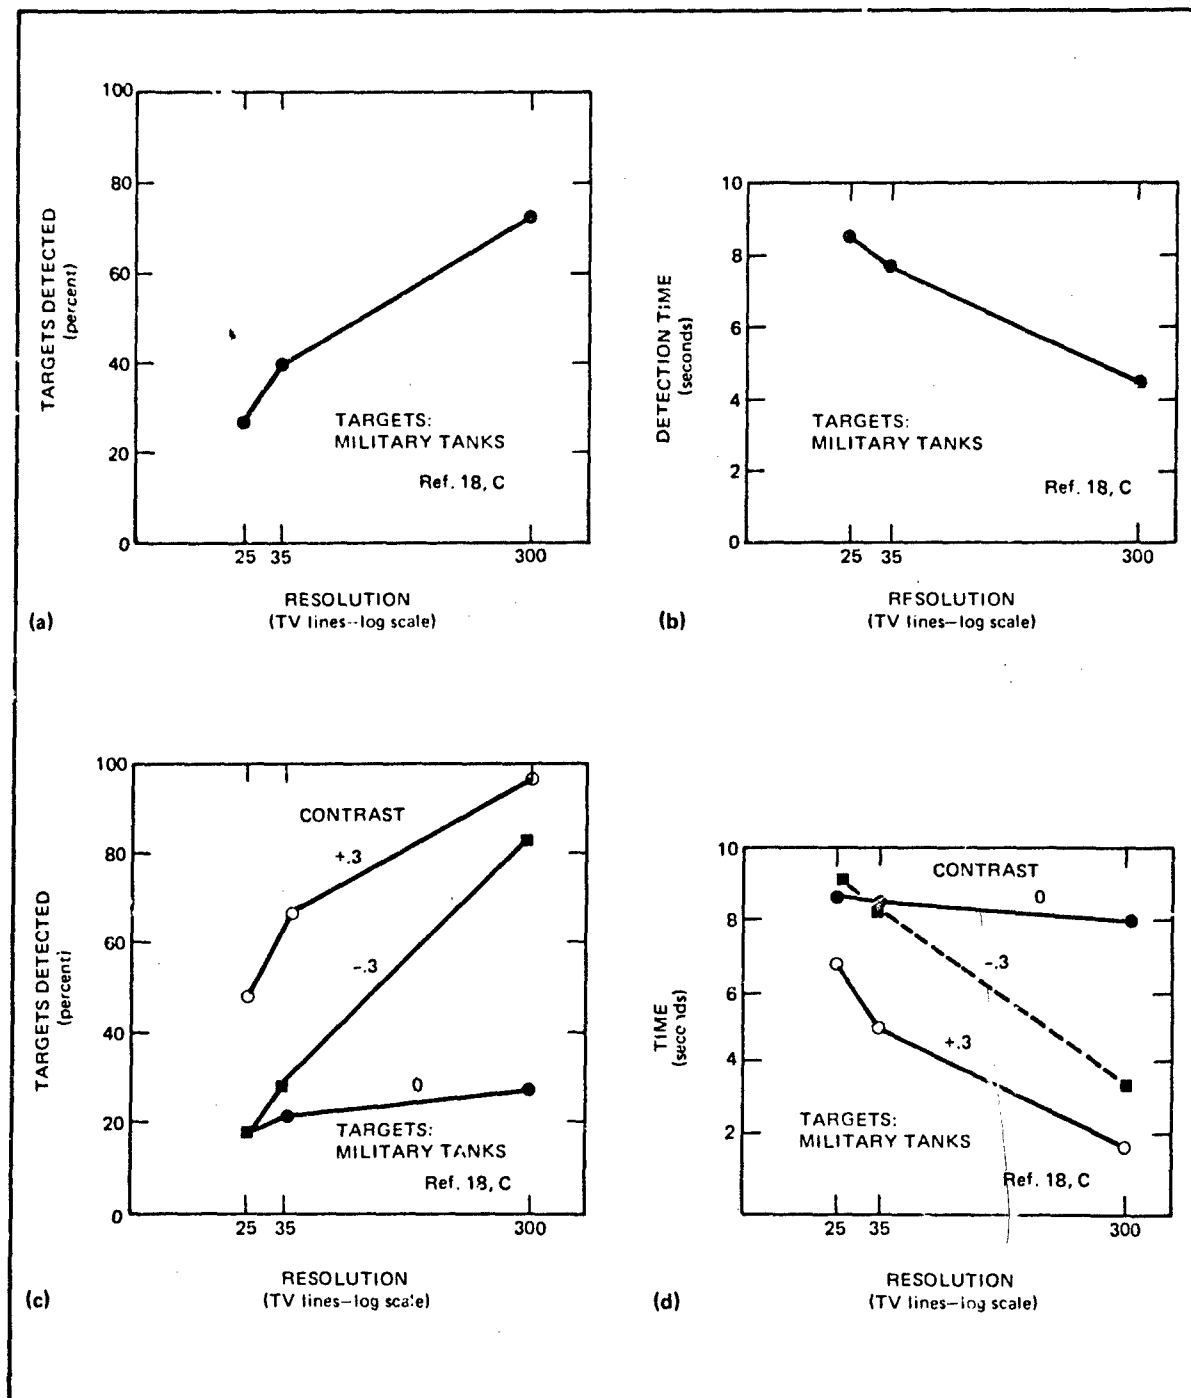 100
80
60
40
20
0
TARGETS DETECTED
(percent)
TARGETS:
MILITARY TANKS
Ref. 18, C
25 35 300
RESOLUTION
(TV lines--log scale)
(a)
10
8
6
4
2
0
DETECTION TIME
(seconds)
TARGETS:
MILITARY TANKS
Ref. 18, C
25 35 300
RESOLUTION
(TV lines—log scale)
(b)
100
80
60
40
20
0
TARGETS DETECTED
(percent)
CONTRAST
+.3
-.3
0
TARGETS:
MILITARY TANKS
Ref. 18, C
25 35 300
RESOLUTION
(TV lines—log scale)
(c)
10
8
6
4
2
TIME
(seconds)
CONTRAST
0
-.3
+.3
TARGETS:
MILITARY TANKS
Ref. 18, C
25 35 300
RESOLUTION
(TV lines—log scale)
(d)